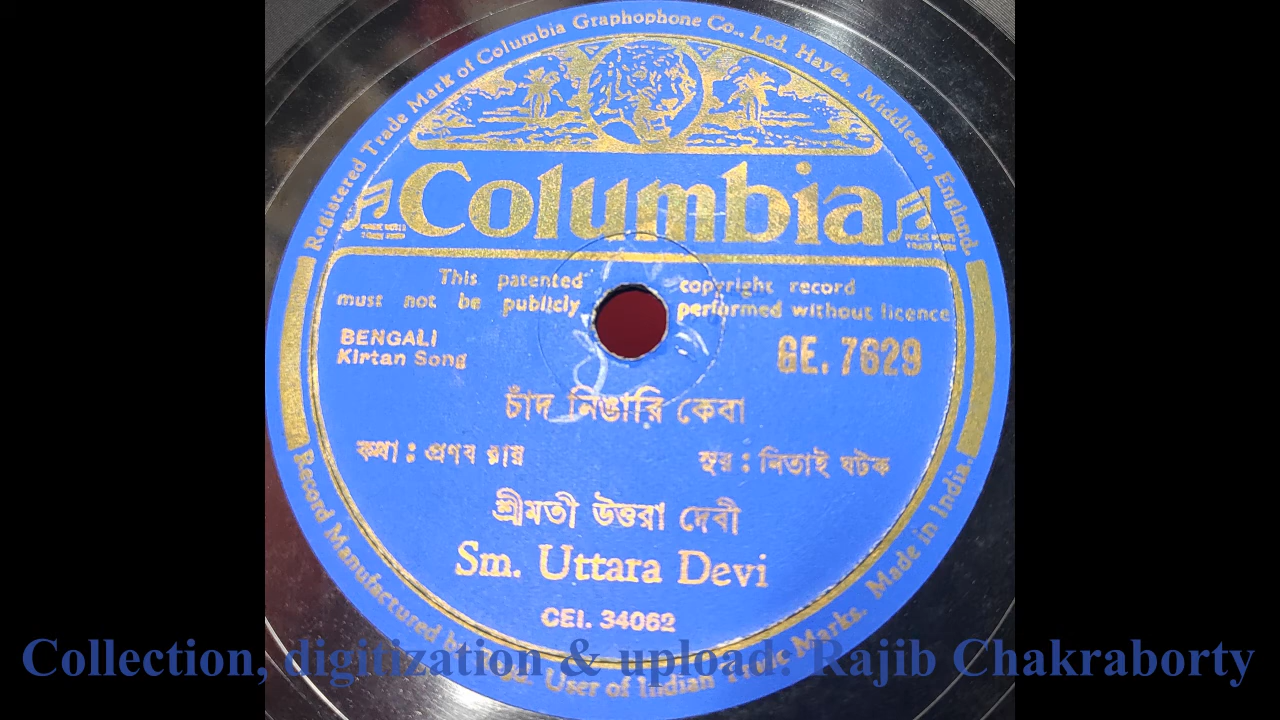 Registered Trade Mark of Columbia Graphophone Co., Ltd. Hayes, Middlesex, England.
Columbia
This patented copyright record
must not be publicly performed without licence
BENGALI
Kirtan Song
GE. 7629
চাঁদ নিঙারি কেবা
কথা : প্রণব রায়
সুর : নিতাই ঘটক
শ্রীমতী উত্তরা দেবী
Sm. Uttara Devi
CEI. 34062
Record Manufactured by User of Indian Trade Marks. Made in India.
Collection, digitization & upload: Rajib Chakraborty